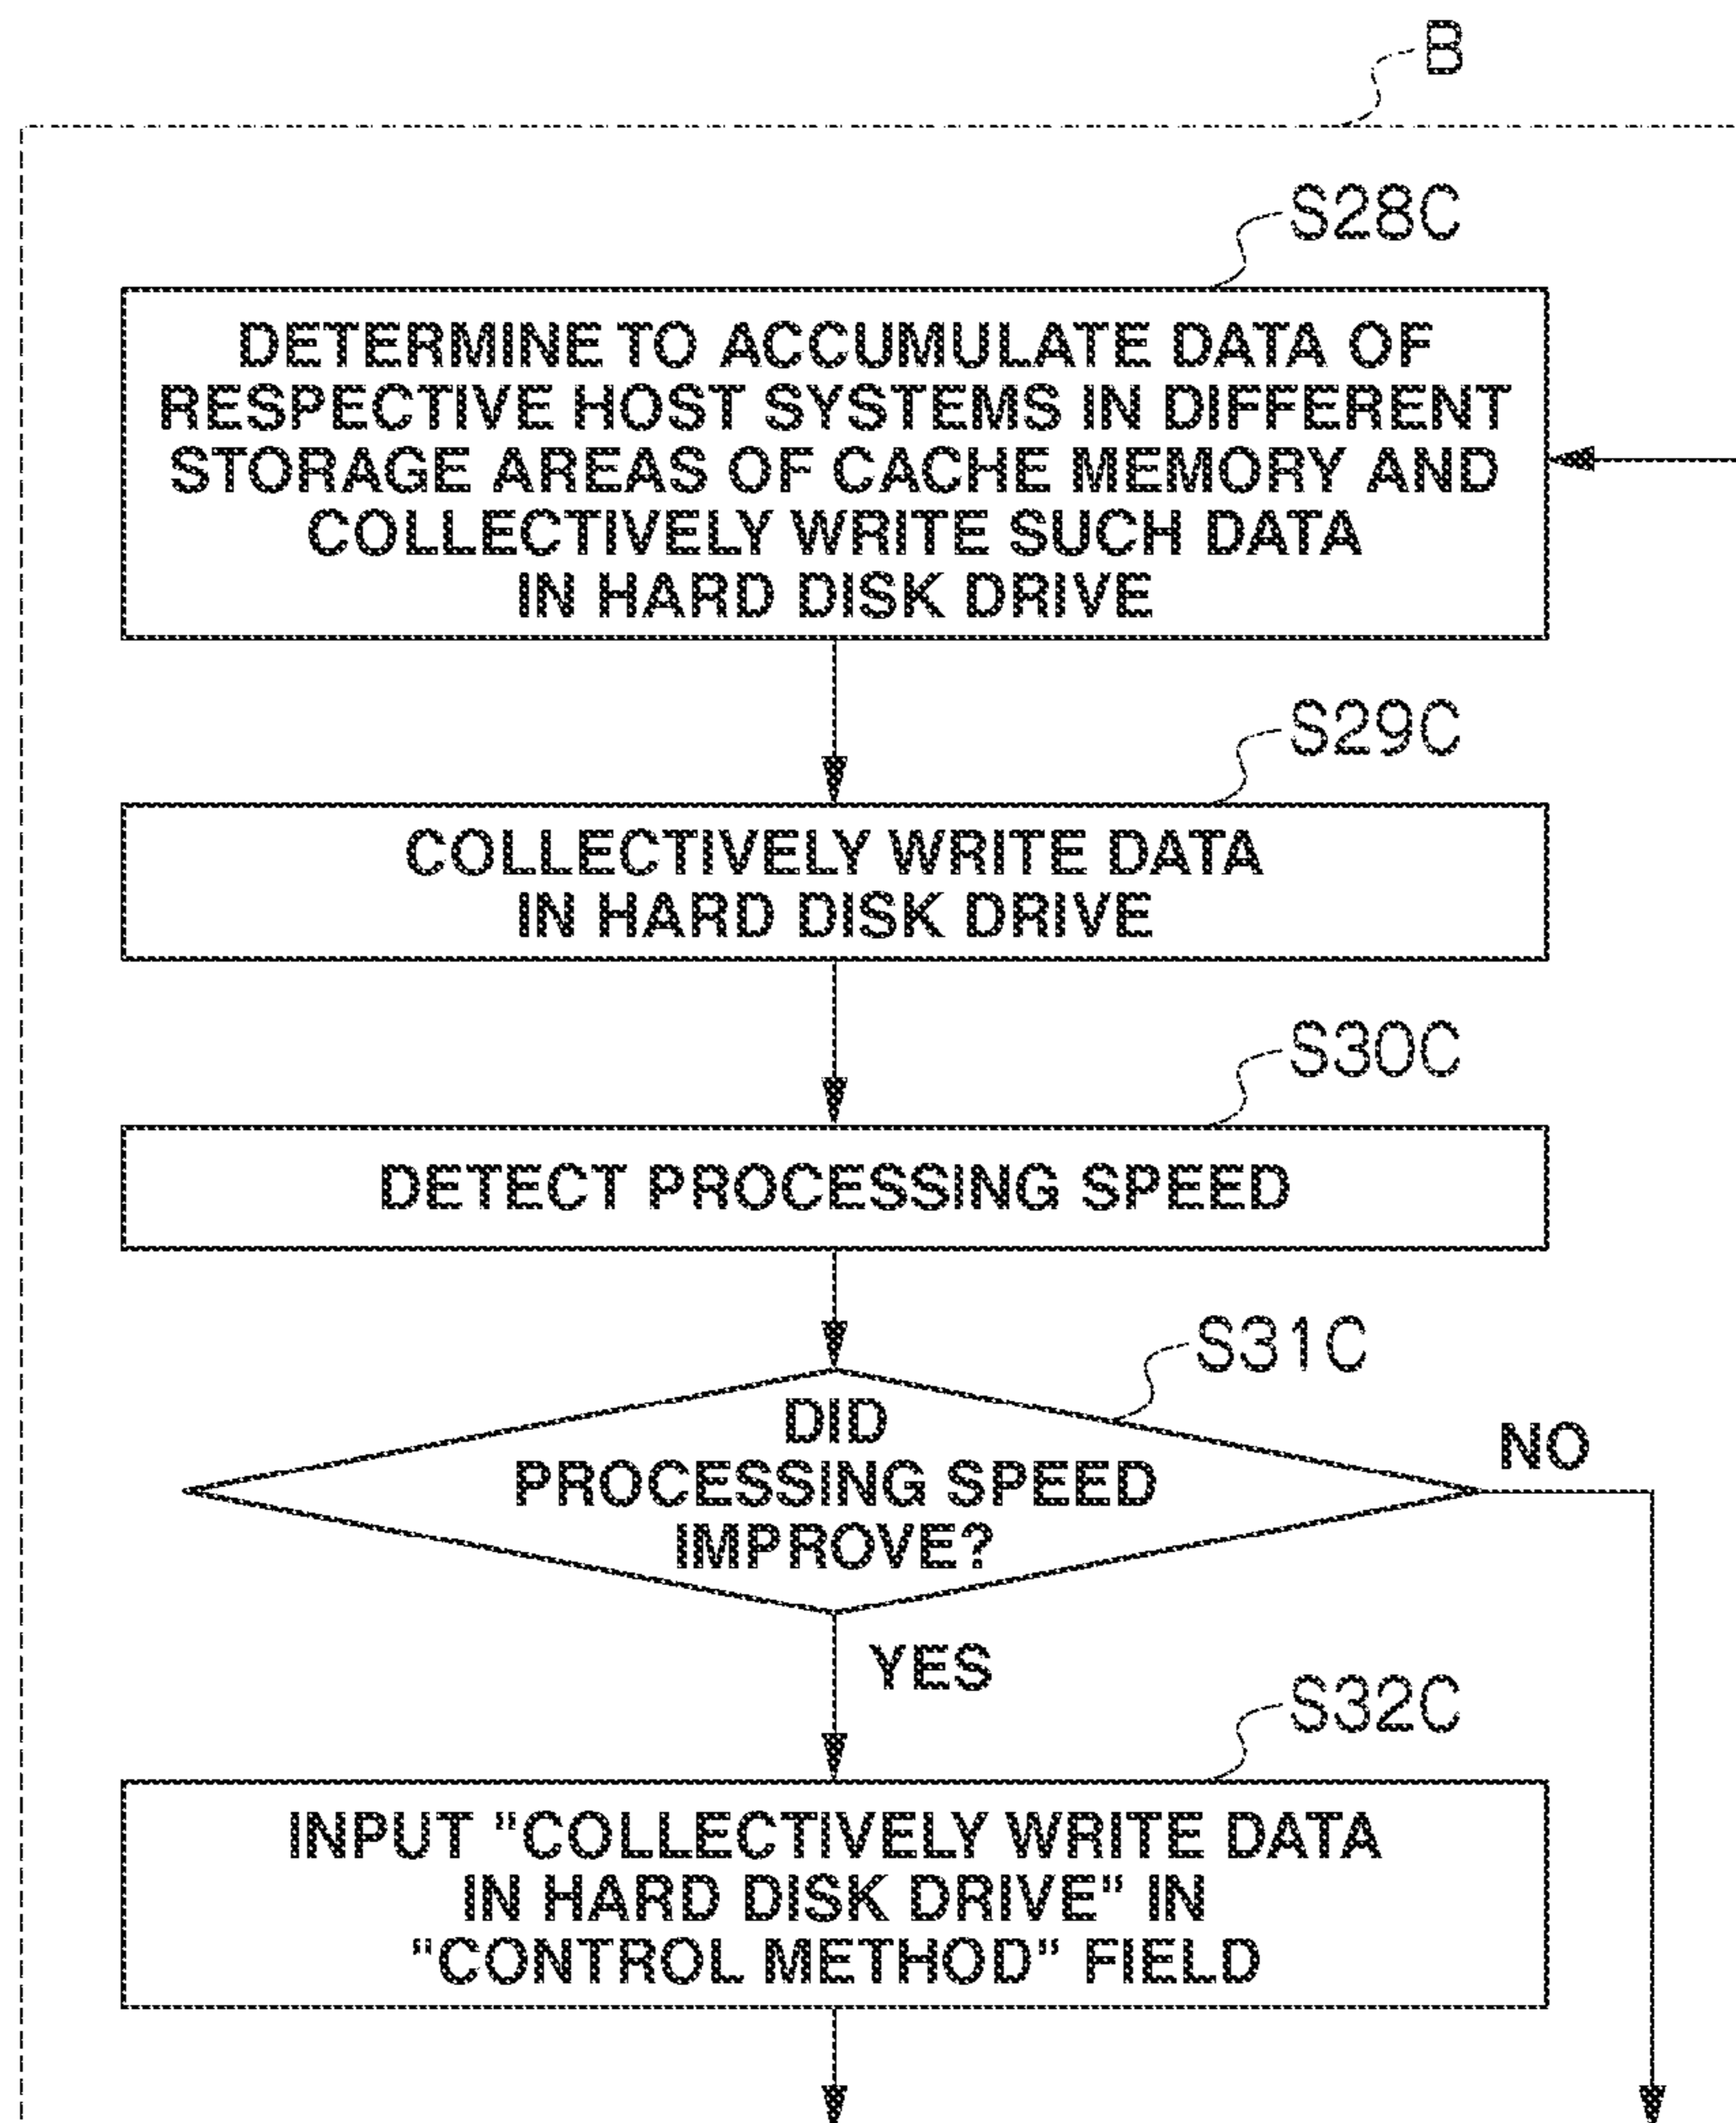 B
S28C
DETERMINE TO ACCUMULATE DATA OF
RESPECTIVE HOST SYSTEMS IN DIFFERENT
STORAGE AREAS OF CACHE MEMORY AND
COLLECTIVELY WRITE SUCH DATA
IN HARD DISK DRIVE
S29C
COLLECTIVELY WRITE DATA
IN HARD DISK DRIVE
S30C
DETECT PROCESSING SPEED
S31C
DID
PROCESSING SPEED
IMPROVE?
NO
YES
S32C
INPUT "COLLECTIVELY WRITE DATA
IN HARD DISK DRIVE" IN
"CONTROL METHOD" FIELD